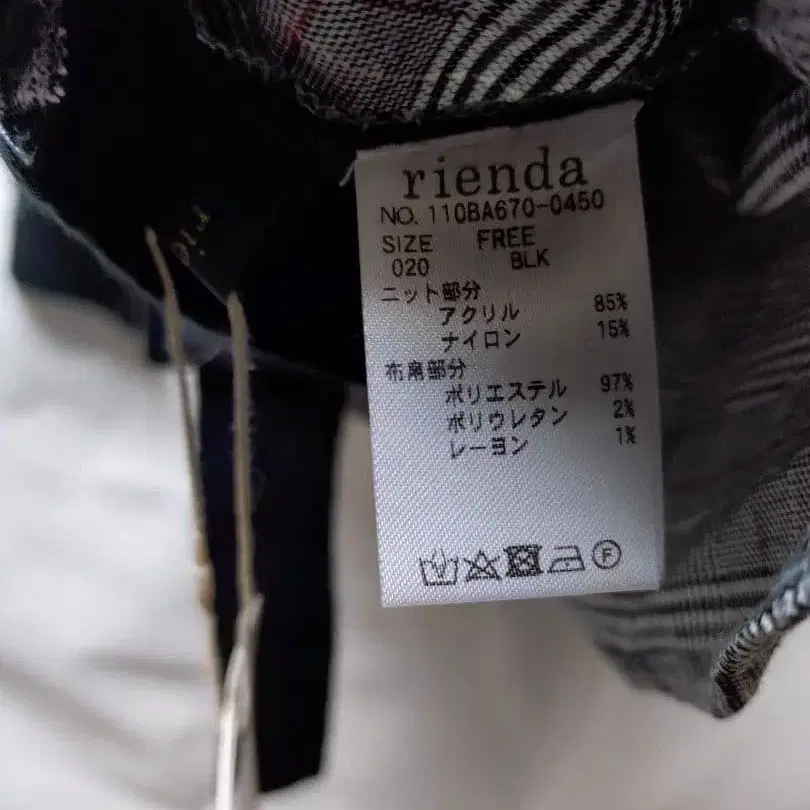 rienda
NO. 110BA670-0450
SIZE FREE
020 BLK
ニット部分
アクリル 85%
ナイロン 15%
布帛部分
ポリエステル 97%
ポリウレタン 2%
レーヨン 1%
F